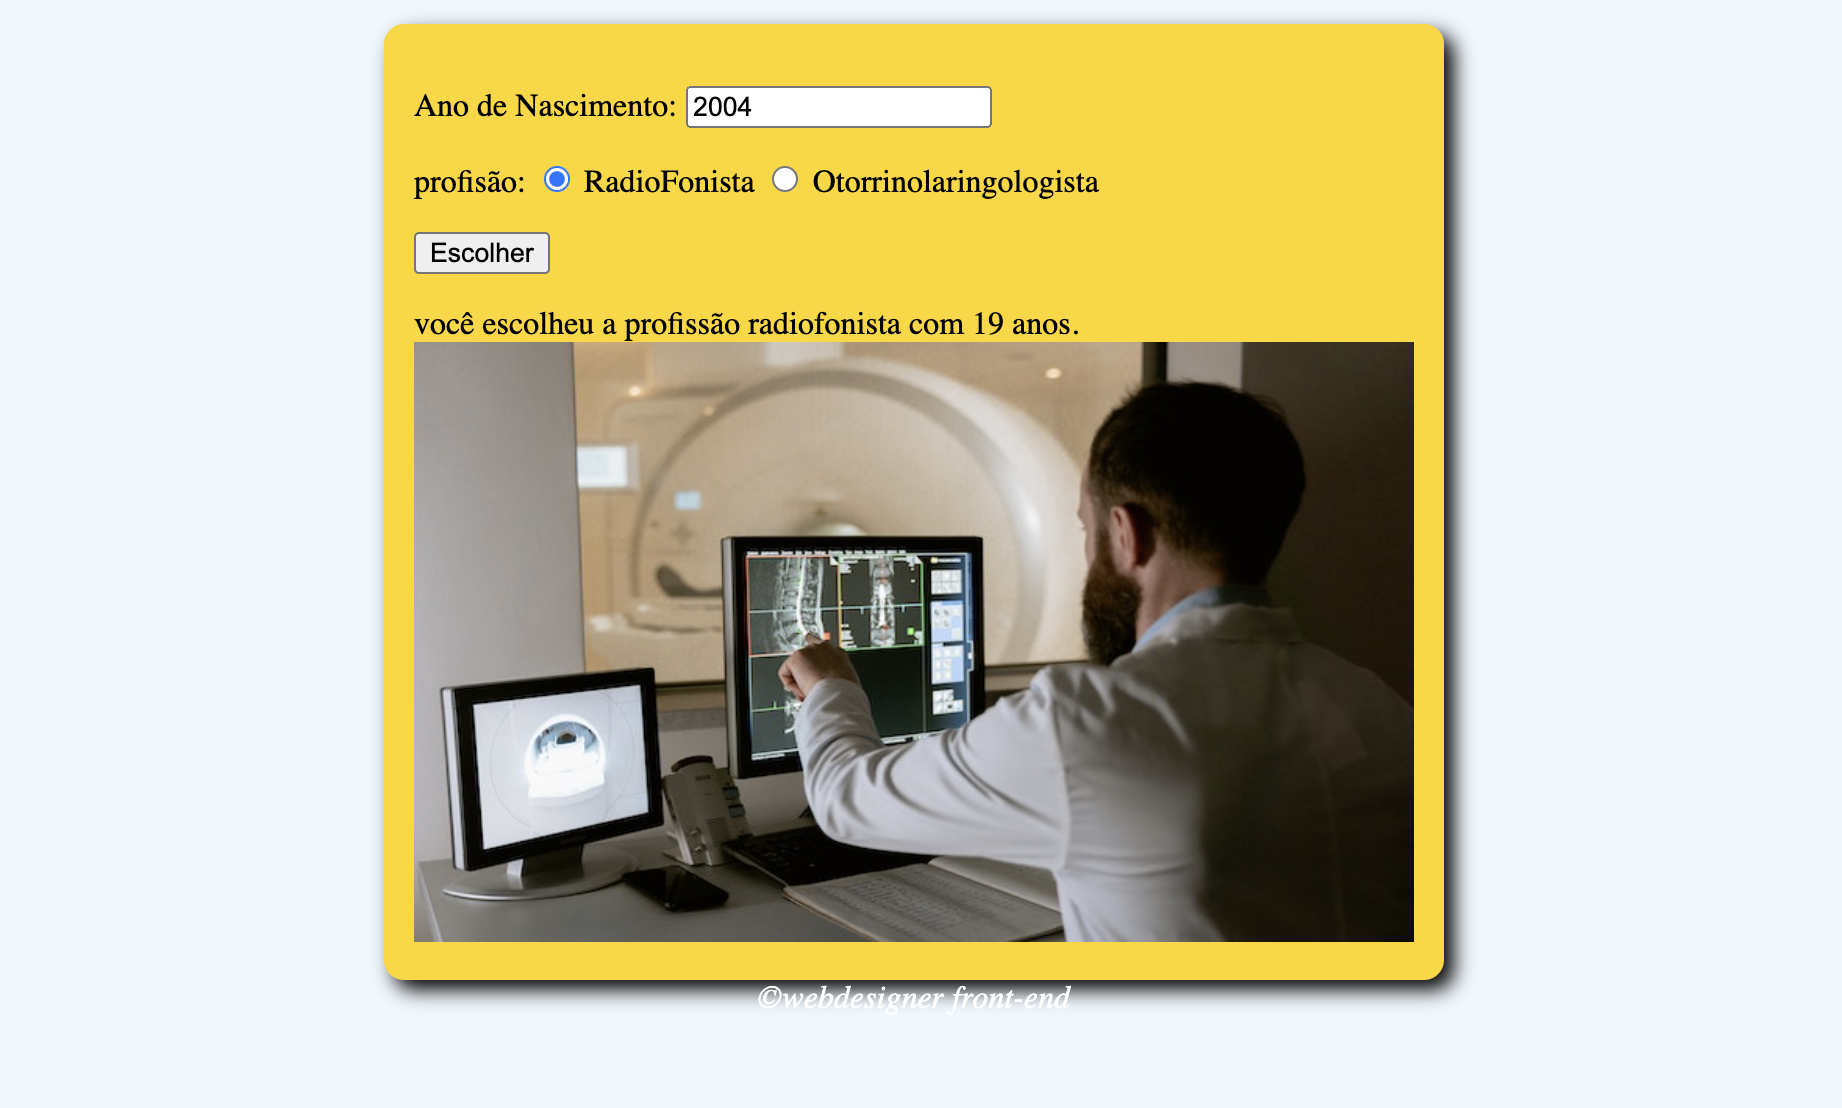 Ano de Nascimento: 2004
profisão: RadioFonista Otorrinolaringologista
Escolher
você escolheu a profissão radiofonista com 19 anos.
©webdesigner front-end